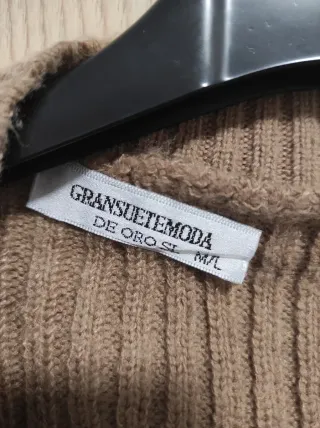 GRANSUETEMODA
DE ORO SL
M/L